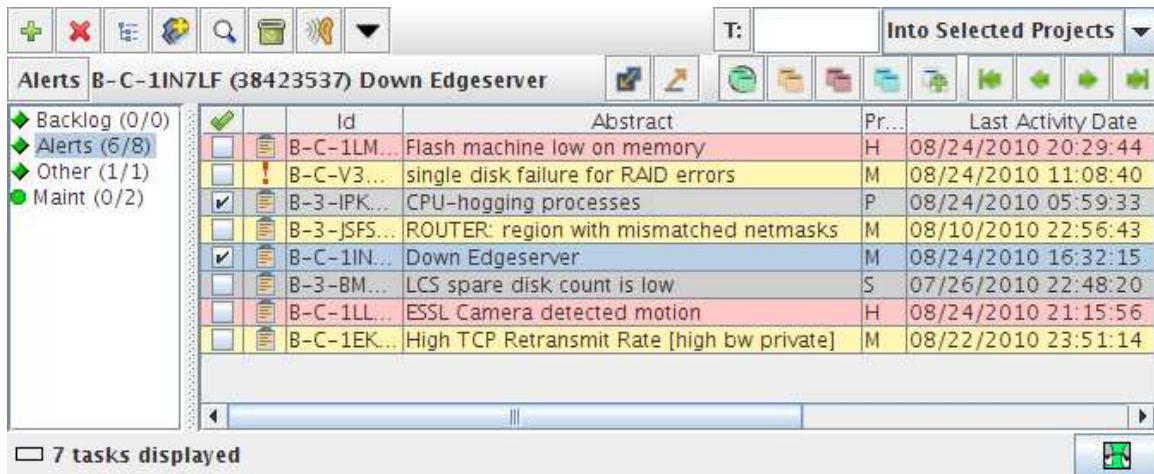 T: Into Selected Projects
Alerts B-C-1IN7LF (38423537) Down Edgeserver
Backlog (0/0)
Alerts (6/8)
Other (1/1)
Maint (0/2)
Id Abstract Pr... Last Activity Date
B-C-1LM... Flash machine low on memory H 08/24/2010 20:29:44
B-C-V3... single disk failure for RAID errors M 08/24/2010 11:08:40
B-3-IPK... CPU-hogging processes P 08/24/2010 05:59:33
B-3-JSFS... ROUTER: region with mismatched netmasks M 08/10/2010 22:56:43
B-C-1IN... Down Edgeserver M 08/24/2010 16:32:15
B-3-BM... LCS spare disk count is low S 07/26/2010 22:48:20
B-C-1LL... ESSL Camera detected motion H 08/24/2010 21:15:56
B-C-1EK... High TCP Retransmit Rate [high bw private] M 08/22/2010 23:51:14
7 tasks displayed